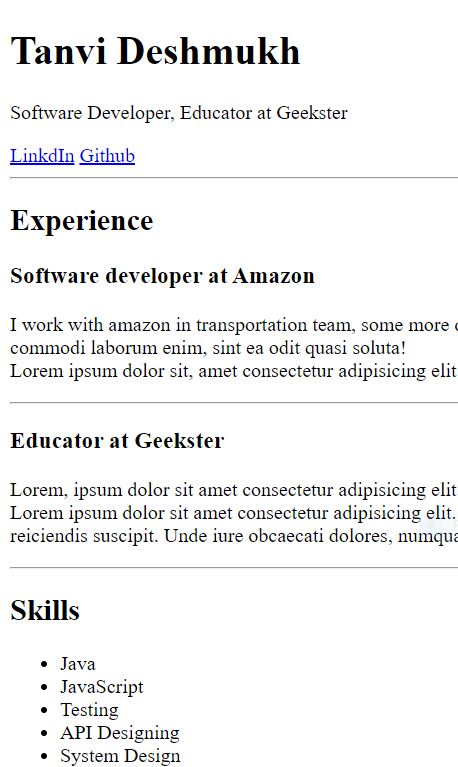 Tanvi Deshmukh
Software Developer, Educator at Geekster
LinkdIn Github
Experience
Software developer at Amazon
I work with amazon in transportation team, some more
commodi laborum enim, sint ea odit quasi soluta!
Lorem ipsum dolor sit, amet consectetur adipisicing elit
Educator at Geekster
Lorem, ipsum dolor sit amet consectetur adipisicing elit
Lorem ipsum dolor sit amet consectetur adipisicing elit.
reiciendis suscipit. Unde iure obcaecati dolores,
Skills
Java
JavaScript
Testing
API Designing
System Design